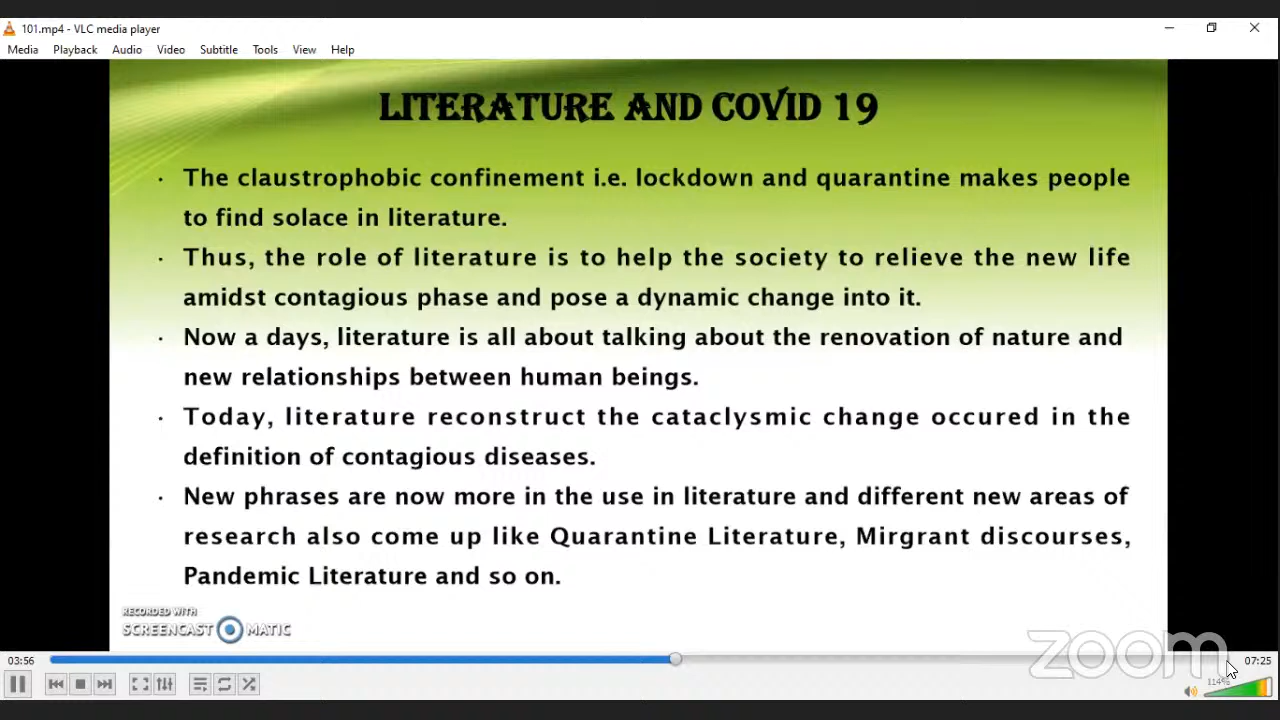 101.mp4 - VLC media player
Media Playback Audio Video Subtitle Tools View Help
LITERATURE AND COVID 19
· The claustrophobic confinement i.e. lockdown and quarantine makes people
to find solace in literature.
· Thus, the role of literature is to help the society to relieve the new life
amidst contagious phase and pose a dynamic change into it.
· Now a days, literature is all about talking about the renovation of nature and
new relationships between human beings.
· Today, literature reconstruct the cataclysmic change occured in the
definition of contagious diseases.
· New phrases are now more in the use in literature and different new areas of
research also come up like Quarantine Literature, Mirgrant discourses,
Pandemic Literature and so on.
RECORDED WITH
SCREENCAST MATIC
zoom
03:56 07:25
114%